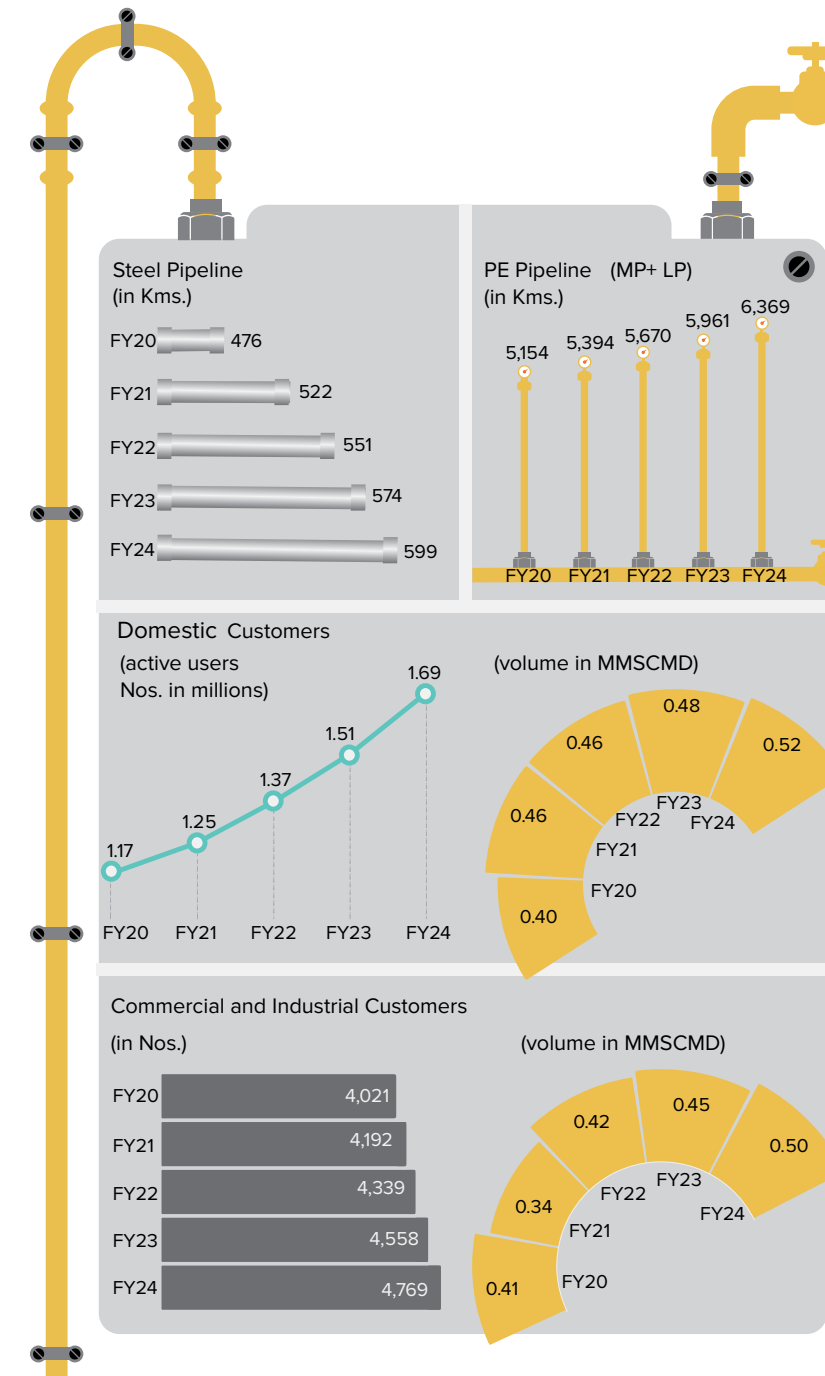 Steel Pipeline
(in Kms.)
FY20 476
FY21 522
FY22 551
FY23 574
FY24 599
PE Pipeline (MP+ LP)
(in Kms.)
5,154 5,394 5,670 5,961 6,369
FY20 FY21 FY22 FY23 FY24
Domestic Customers
(active users
Nos. in millions)
1.17 1.25 1.37 1.51 1.69
FY20 FY21 FY22 FY23 FY24
(volume in MMSCMD)
0.40 0.46 0.46 0.48 0.52
FY20 FY21 FY22 FY23 FY24
Commercial and Industrial Customers
(in Nos.)
FY20 4,021
FY21 4,192
FY22 4,339
FY23 4,558
FY24 4,769
(volume in MMSCMD)
0.41 0.34 0.42 0.45 0.50
FY20 FY21 FY22 FY23 FY24